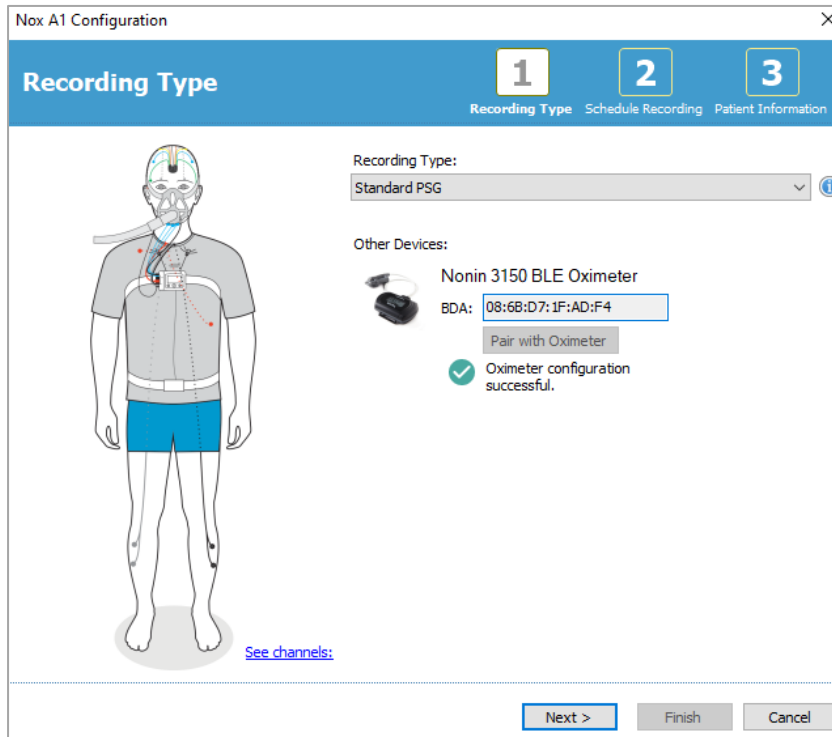 Nox A1 Configuration
Recording Type
1
2
3
Recording Type
Schedule Recording
Patient Information
Recording Type:
Standard PSG
Other Devices:
Nonin 3150 BLE Oximeter
BDA:
08:6B:D7:1F:AD:F4
Pair with Oximeter
Oximeter configuration
successful.
See channels:
Next >
Finish
Cancel